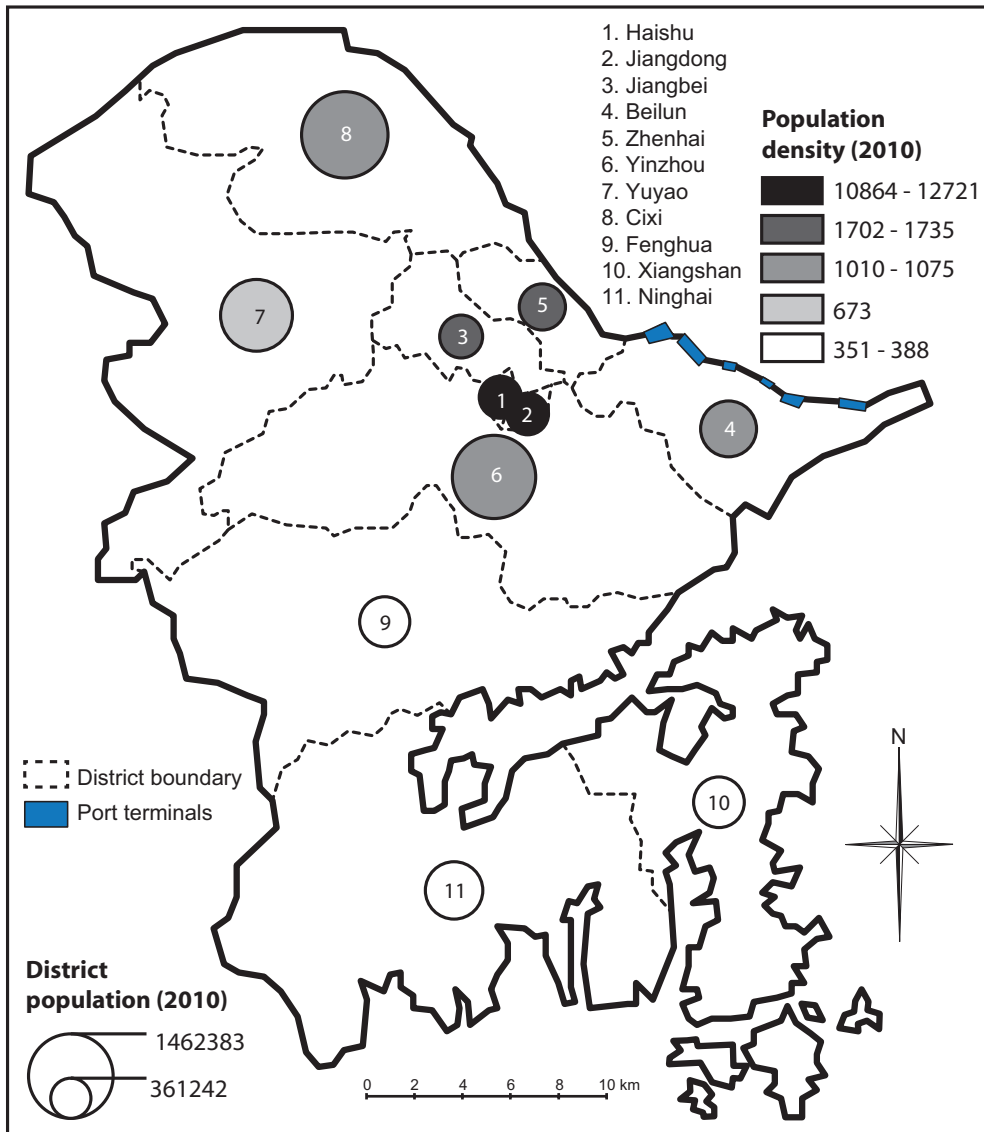 1. Haishu
2. Jiangdong
3. Jiangbei
4. Beilun
5. Zhenhai
6. Yinzhou
7. Yuyao
8. Cixi
9. Fenghua
10. Xiangshan
11. Ninghai
Population
density (2010)
10864 - 12721
1702 - 1735
1010 - 1075
673
351 - 388
8
7
5
3
1
2
4
6
9
10
11
N
District boundary
Port terminals
District
population (2010)
1462383
361242
0 2 4 6 8 10 km